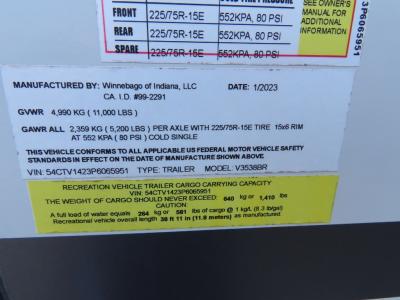 COLD TIRE PRESSURE
FRONT 225/75R-15E 552KPA, 80 PSI
REAR 225/75R-15E 552KPA, 80 PSI
SPARE 225/75R-15E 552KPA, 80 PSI
SEE OWNER'S
MANUAL FOR
ADDITIONAL
INFORMATION
3P6065951
MANUFACTURED BY: Winnebago of Indiana, LLC DATE: 1/2023
CA. I.D. #99-2291
GVWR 4,990 KG ( 11,000 LBS )
GAWR ALL 2,359 KG ( 5,200 LBS ) PER AXLE WITH 225/75R-15E TIRE 15x6 RIM
AT 552 KPA ( 80 PSI ) COLD SINGLE
THIS VEHICLE CONFORMS TO ALL APPLICABLE US FEDERAL MOTOR VEHICLE SAFETY
STANDARDS IN EFFECT ON DATE OF MANUFACTURE SHOWN ABOVE
VIN: 54CTV1423P6065951 TYPE: TRAILER MODEL: V3538BR
RECREATION VEHICLE TRAILER CARGO CARRYING CAPACITY
VIN: 54CTV1423P6065951
THE WEIGHT OF CARGO SHOULD NEVER EXCEED: 640 kg or 1,410 lbs
CAUTION:
A full load of water equals 264 kg or 581 lbs of cargo @ 1 kg/L (8.3 lb/gal)
Recreational vehicle overall length 38 ft 11 in (11.8 meters) as manufactured.